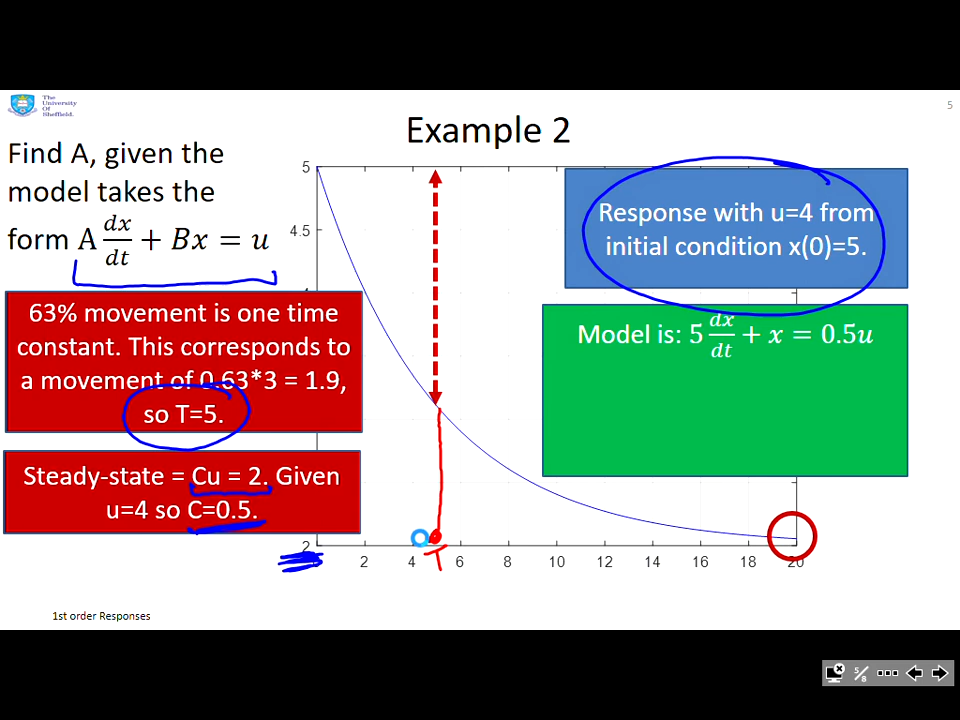 The
University
Of
Sheffield.
5
Example 2
Find A, given the
model takes the
form A dx/dt + Bx = u
63% movement is one time
constant. This corresponds to
a movement of 0.63*3 = 1.9,
so T=5.
Steady-state = Cu = 2. Given
u=4 so C=0.5.
Response with u=4 from
initial condition x(0)=5.
Model is: 5 dx/dt + x = 0.5u
5
4.5
2
2 4 6 8 10 12 14 16 18 20
T
1st order Responses
5/8